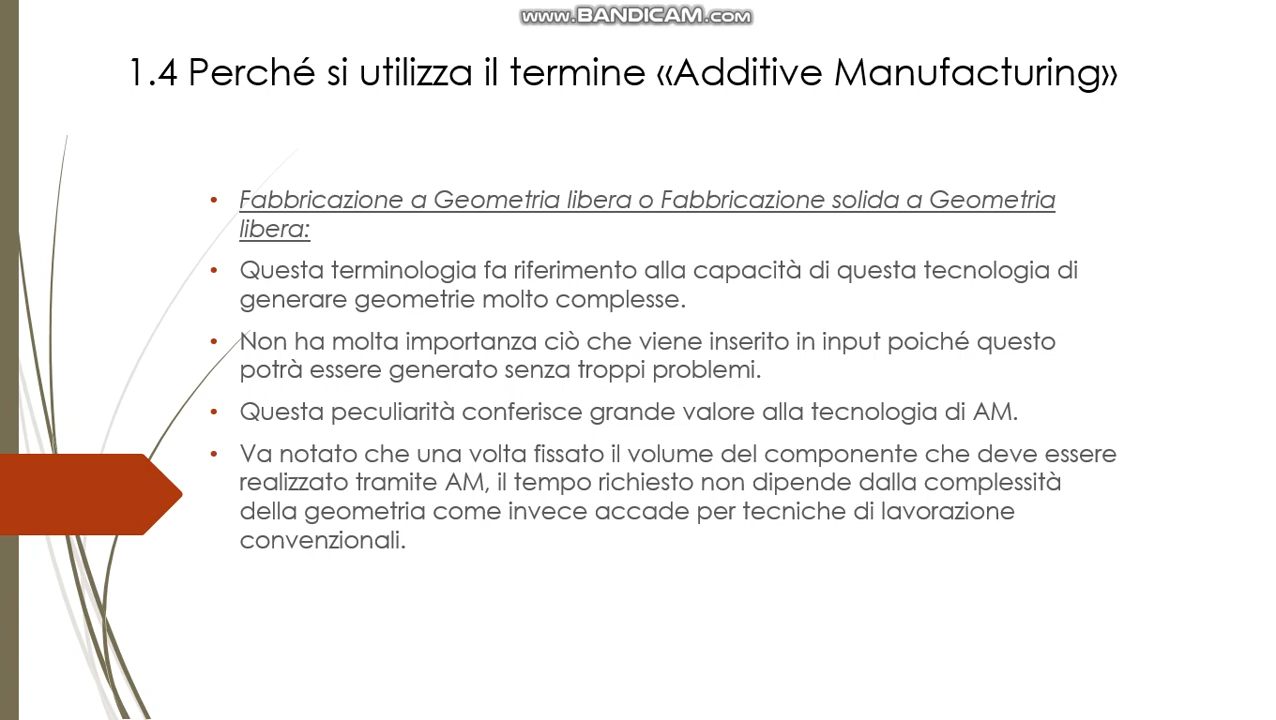 www.BANDICAM.com
1.4 Perché si utilizza il termine «Additive Manufacturing»
• Fabbricazione a Geometria libera o Fabbricazione solida a Geometria
libera:
• Questa terminologia fa riferimento alla capacità di questa tecnologia di
generare geometrie molto complesse.
• Non ha molta importanza ciò che viene inserito in input poiché questo
potrà essere generato senza troppi problemi.
• Questa peculiarità conferisce grande valore alla tecnologia di AM.
• Va notato che una volta fissato il volume del componente che deve essere
realizzato tramite AM, il tempo richiesto non dipende dalla complessità
della geometria come invece accade per tecniche di lavorazione
convenzionali.